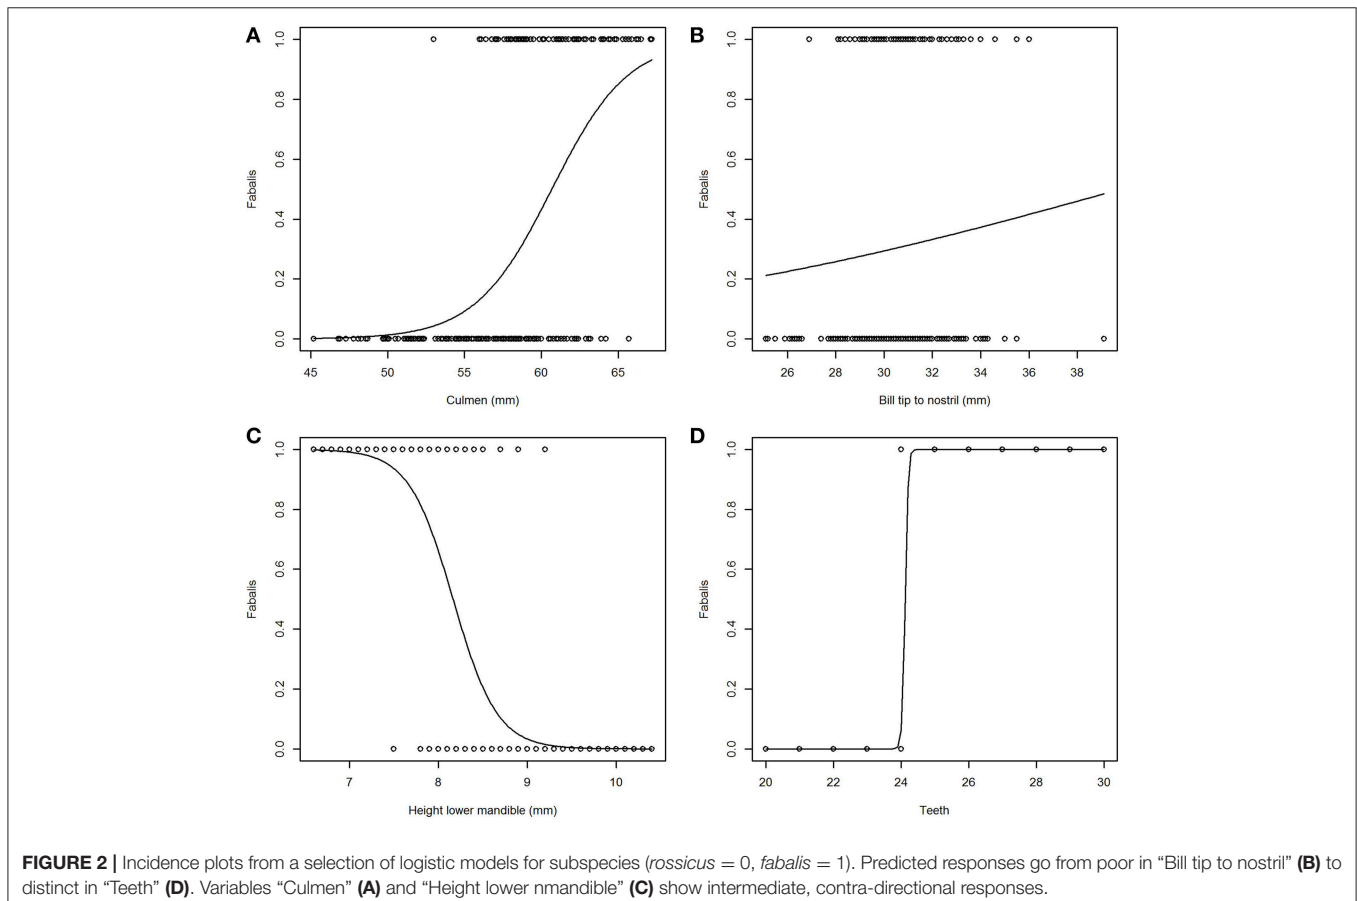 A
1.0
0.8
0.6
0.4
0.2
0.0
Fabalis
45 50 55 60 65
Culmen (mm)
B
1.0
0.8
0.6
0.4
0.2
0.0
Fabalis
26 28 30 32 34 36 38
Bill tip to nostril (mm)
C
1.0
0.8
0.6
0.4
0.2
0.0
Fabalis
7 8 9 10
Height lower mandible (mm)
D
1.0
0.8
0.6
0.4
0.2
0.0
Fabalis
20 22 24 26 28 30
Teeth
FIGURE 2 | Incidence plots from a selection of logistic models for subspecies (rossicus = 0, fabalis = 1). Predicted responses go from poor in “Bill tip to nostril” (B) to
distinct in “Teeth” (D). Variables “Culmen” (A) and “Height lower nmandible” (C) show intermediate, contra-directional responses.